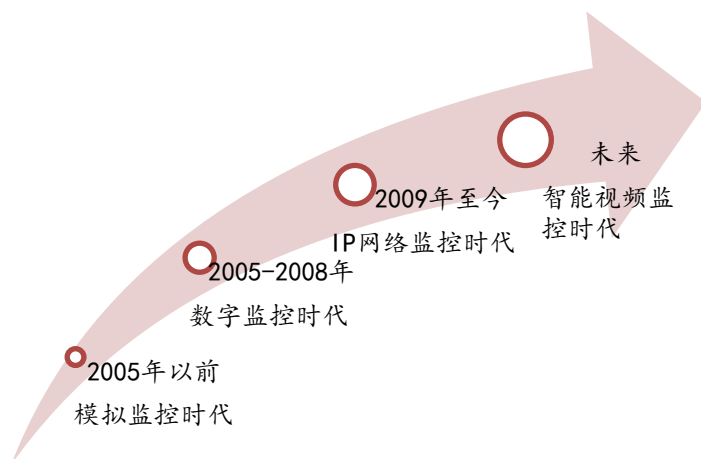 未来
智能视频监
控时代
2009年至今
IP网络监控时代
2005-2008年
数字监控时代
2005年以前
模拟监控时代